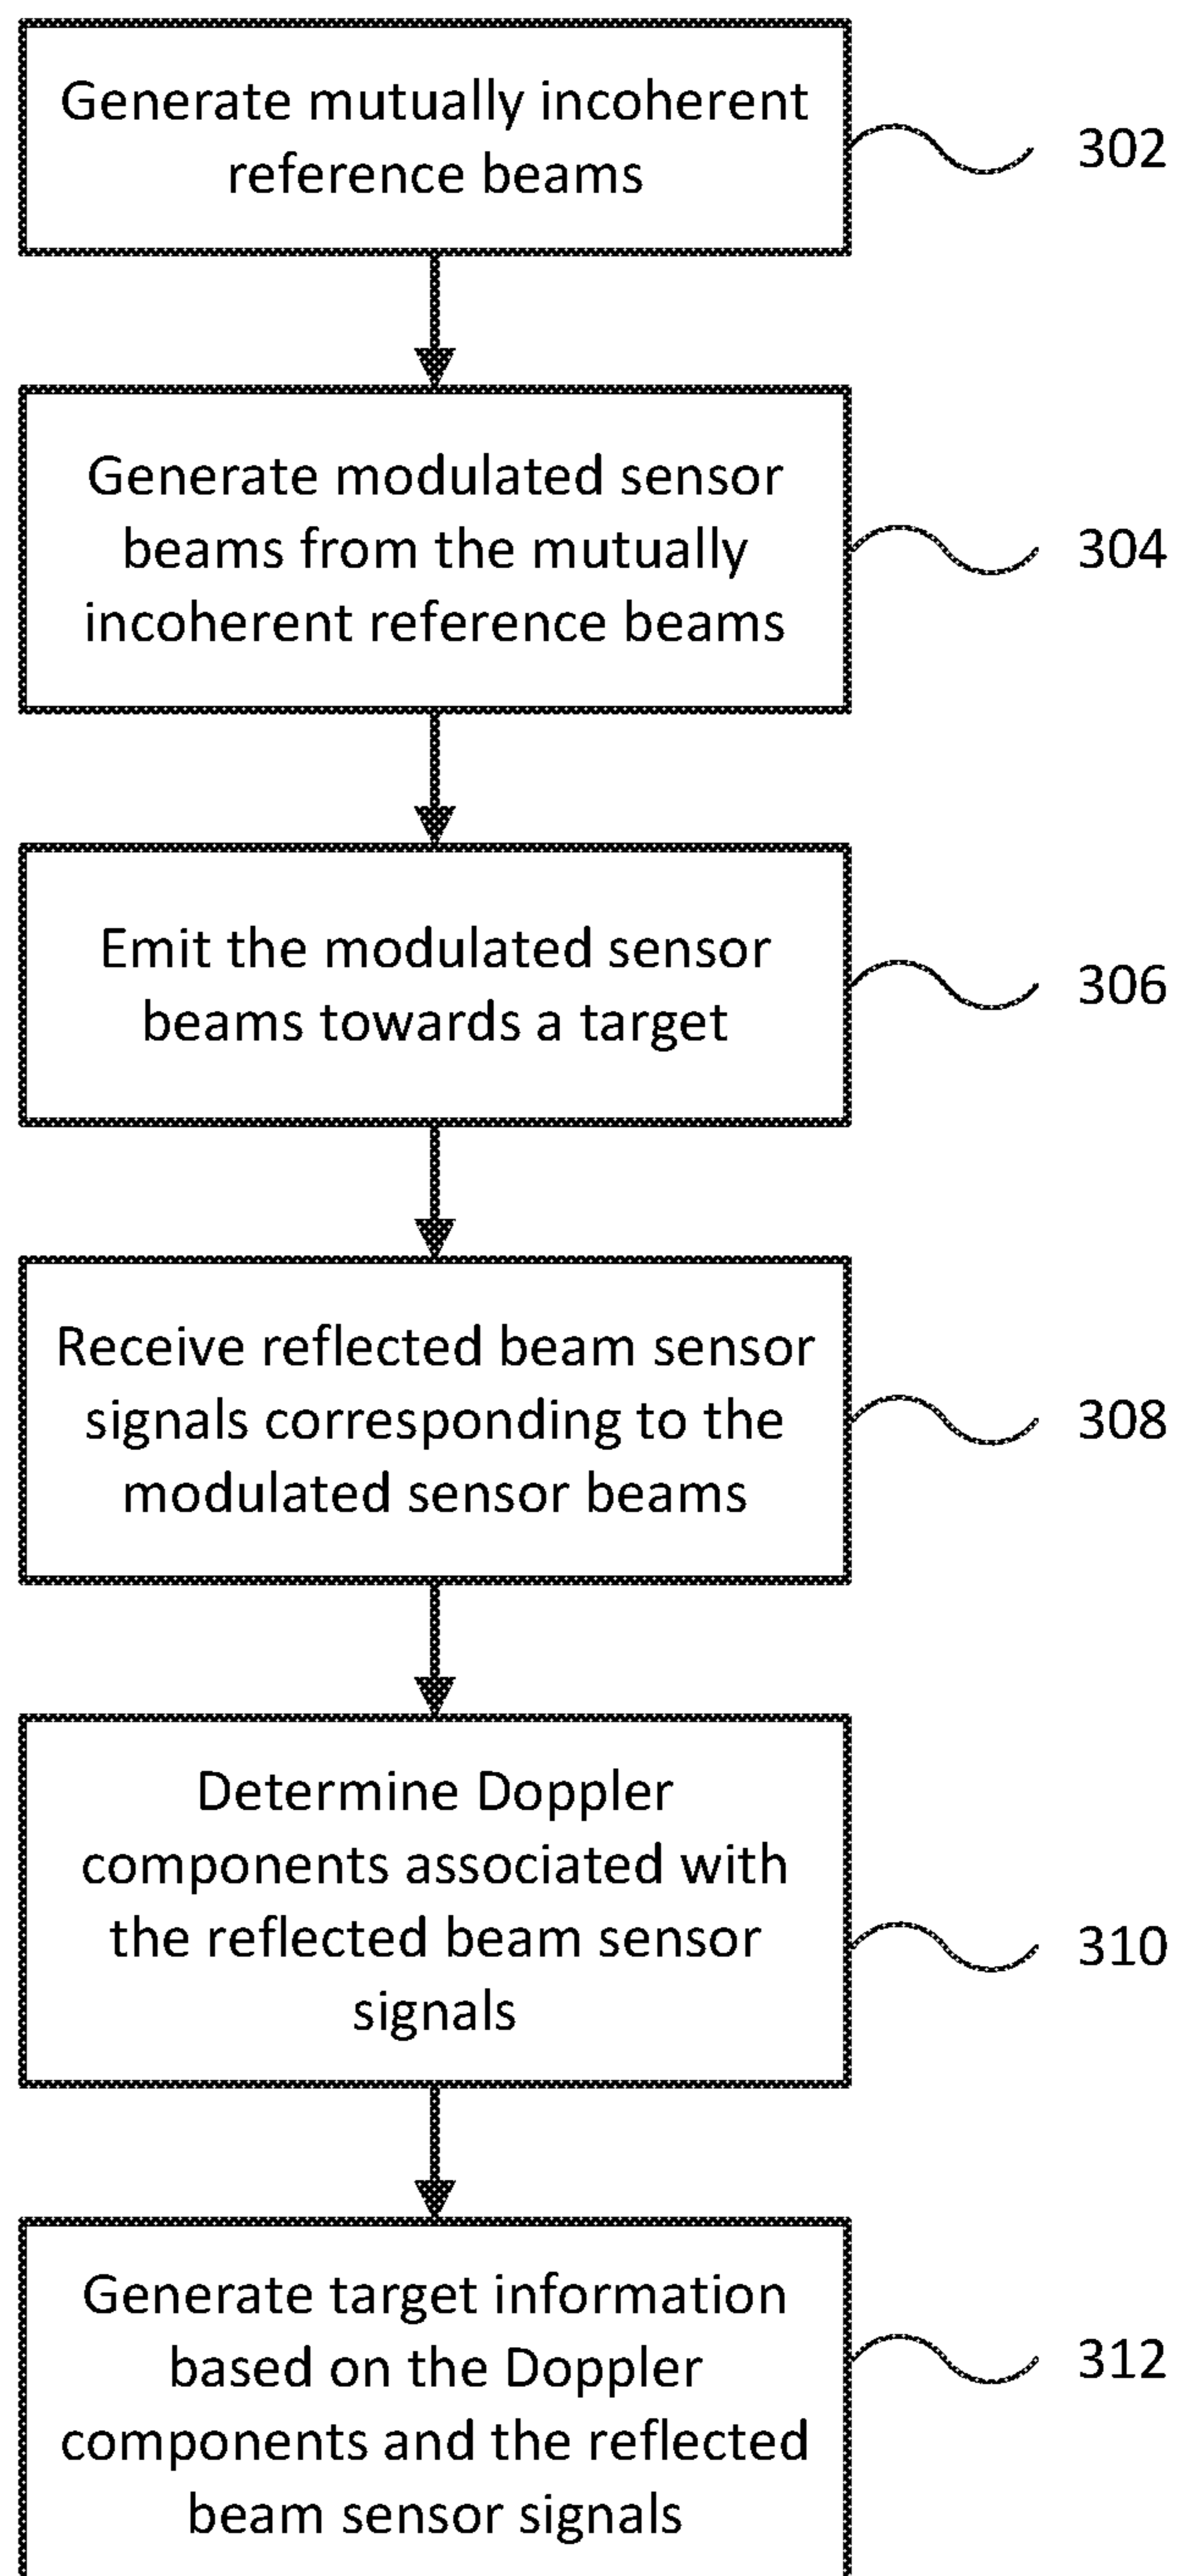 Generate mutually incoherent
reference beams
302
Generate modulated sensor
beams from the mutually
incoherent reference beams
304
Emit the modulated sensor
beams towards a target
306
Receive reflected beam sensor
signals corresponding to the
modulated sensor beams
308
Determine Doppler
components associated with
the reflected beam sensor
signals
310
Generate target information
based on the Doppler
components and the reflected
beam sensor signals
312